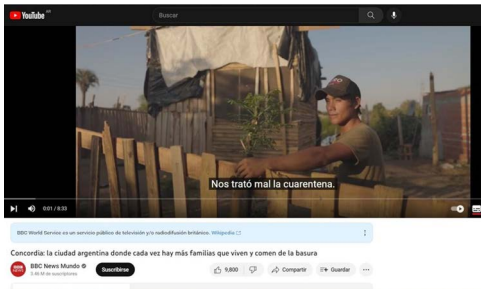 YouTube
Buscar
Nos trató mal la cuarentena.
0:01 / 8:33
BBC World Service es un servicio público de televisión y/o radiodifusión británico. Wikipedia
Concordia: la ciudad argentina donde cada vez hay más familias que viven y comen de la basura
BBC News Mundo
Suscribirse
9,800
Compartir
Guardar